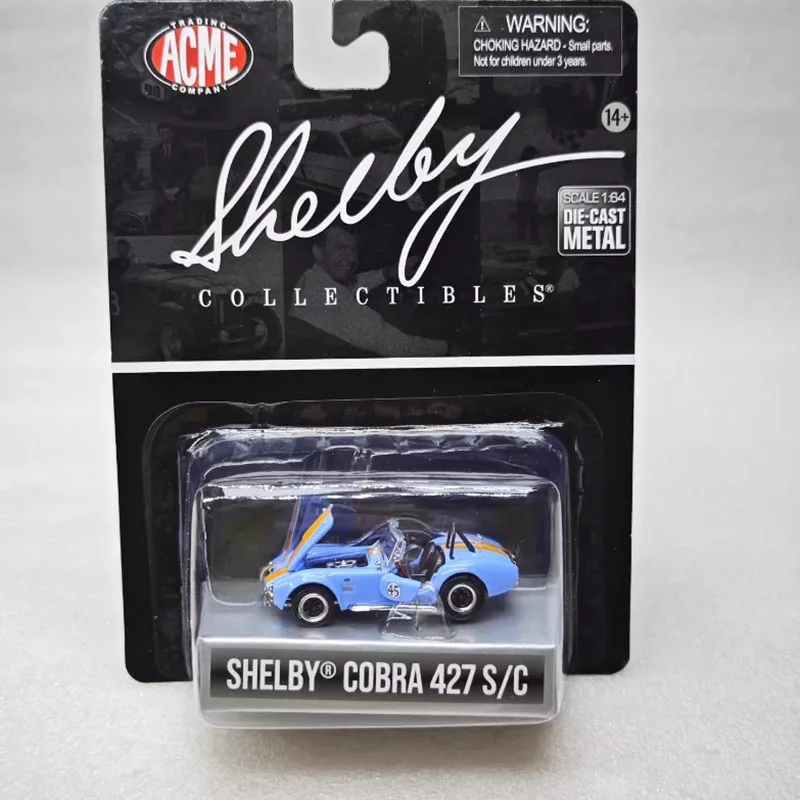 TRADING
ACME
COMPANY
⚠ WARNING:
CHOKING HAZARD - Small parts.
Not for children under 3 years.
14+
Shelby
COLLECTIBLES®
SCALE 1:64
DIE-CAST
METAL
45
SHELBY® COBRA 427 S/C